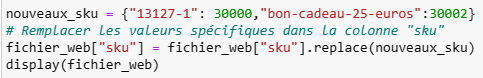 nouveaux_sku = {"13127-1": 30000,"bon-cadeau-25-euros":30002}
# Remplacer les valeurs spécifiques dans la colonne "sku"
fichier_web["sku"] = fichier_web["sku"].replace(nouveaux_sku)
display(fichier_web)